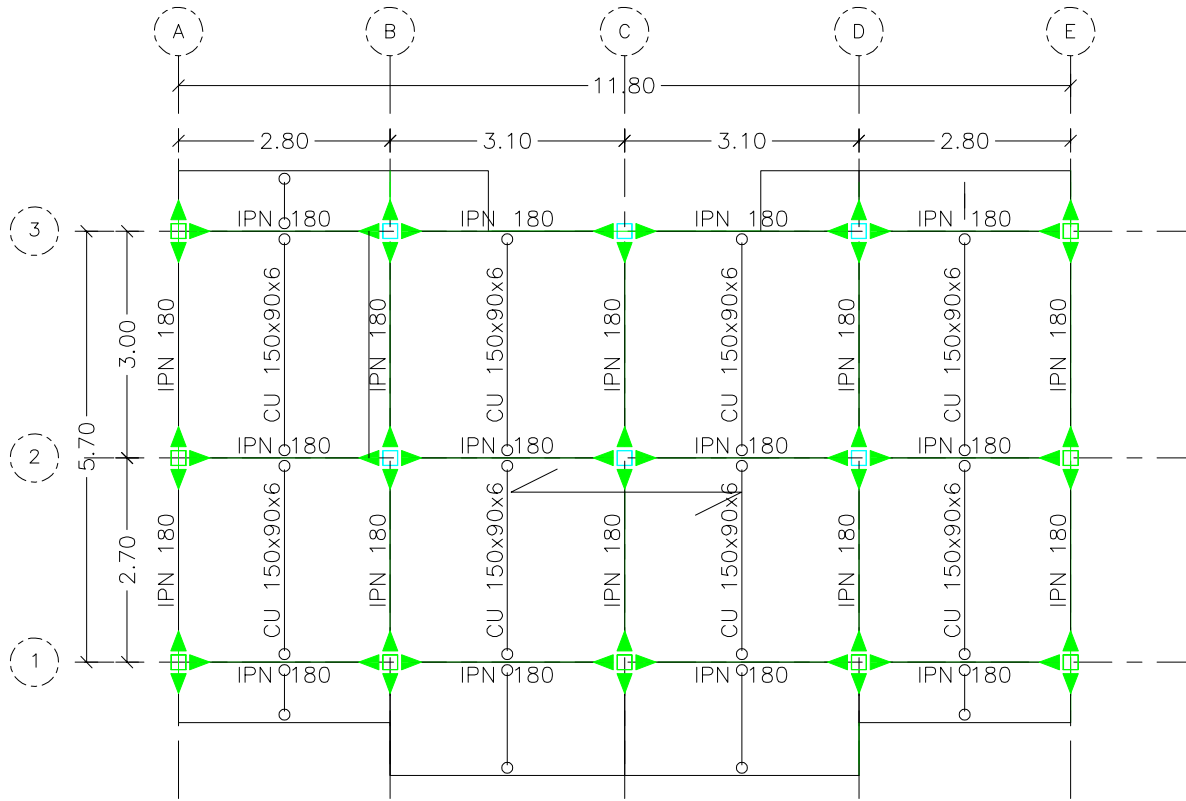 A B C D E
11.80
2.80 3.10 3.10 2.80
3 IPN 180 IPN 180 IPN 180 IPN 180
3.00 IPN 180 CU 150x90x6 IPN 180 CU 150x90x6 IPN 180 CU 150x90x6 IPN 180 CU 150x90x6 IPN 180
5.70
2 IPN 180 IPN 180 IPN 180 IPN 180
2.70 IPN 180 CU 150x90x6 IPN 180 CU 150x90x6 IPN 180 CU 150x90x6 IPN 180 CU 150x90x6 IPN 180
1 IPN 180 IPN 180 IPN 180 IPN 180